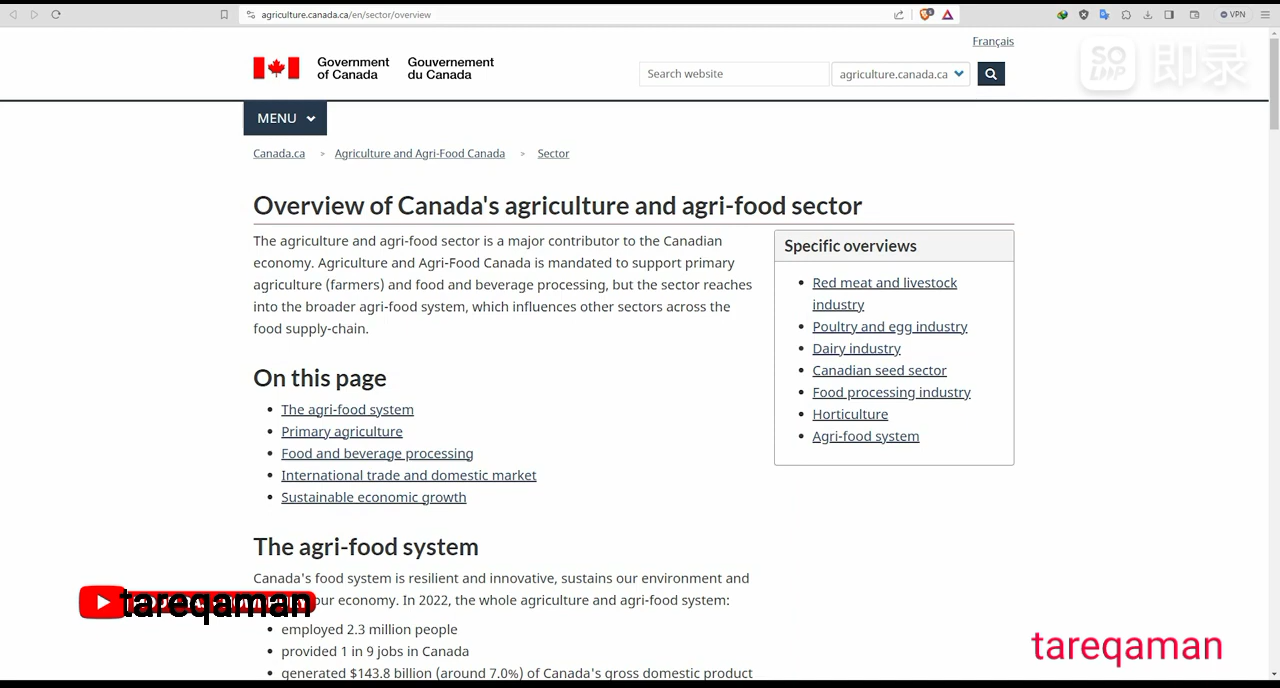 agriculture.canada.ca/en/sector/overview
VPN
Français
Government of Canada
Gouvernement du Canada
Search website
agriculture.canada.ca
SO
LOOP
即录
MENU
Canada.ca > Agriculture and Agri-Food Canada > Sector
Overview of Canada's agriculture and agri-food sector
The agriculture and agri-food sector is a major contributor to the Canadian
economy. Agriculture and Agri-Food Canada is mandated to support primary
agriculture (farmers) and food and beverage processing, but the sector reaches
into the broader agri-food system, which influences other sectors across the
food supply-chain.
Specific overviews
Red meat and livestock
industry
Poultry and egg industry
Dairy industry
Canadian seed sector
Food processing industry
Horticulture
Agri-food system
On this page
The agri-food system
Primary agriculture
Food and beverage processing
International trade and domestic market
Sustainable economic growth
The agri-food system
Canada's food system is resilient and innovative, sustains our environment and
our economy. In 2022, the whole agriculture and agri-food system:
employed 2.3 million people
provided 1 in 9 jobs in Canada
generated $143.8 billion (around 7.0%) of Canada's gross domestic product
tareqaman
tareqaman